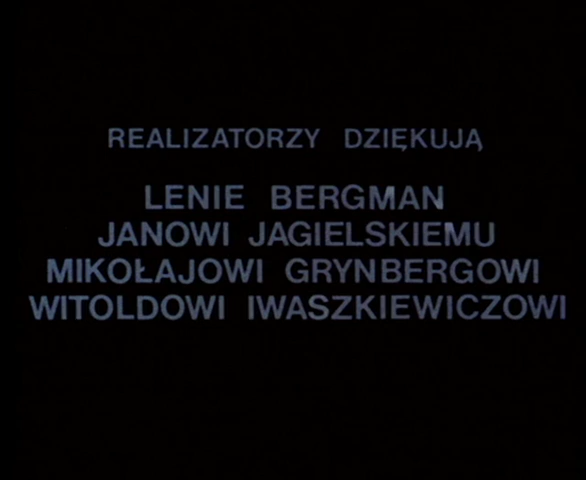 REALIZATORZY DZIĘKUJĄ
LENIE BERGMAN
JANOWI JAGIELSKIEMU
MIKOŁAJOWI GRYNBERGOWI
WITOLDOWI IWASZKIEWICZOWI